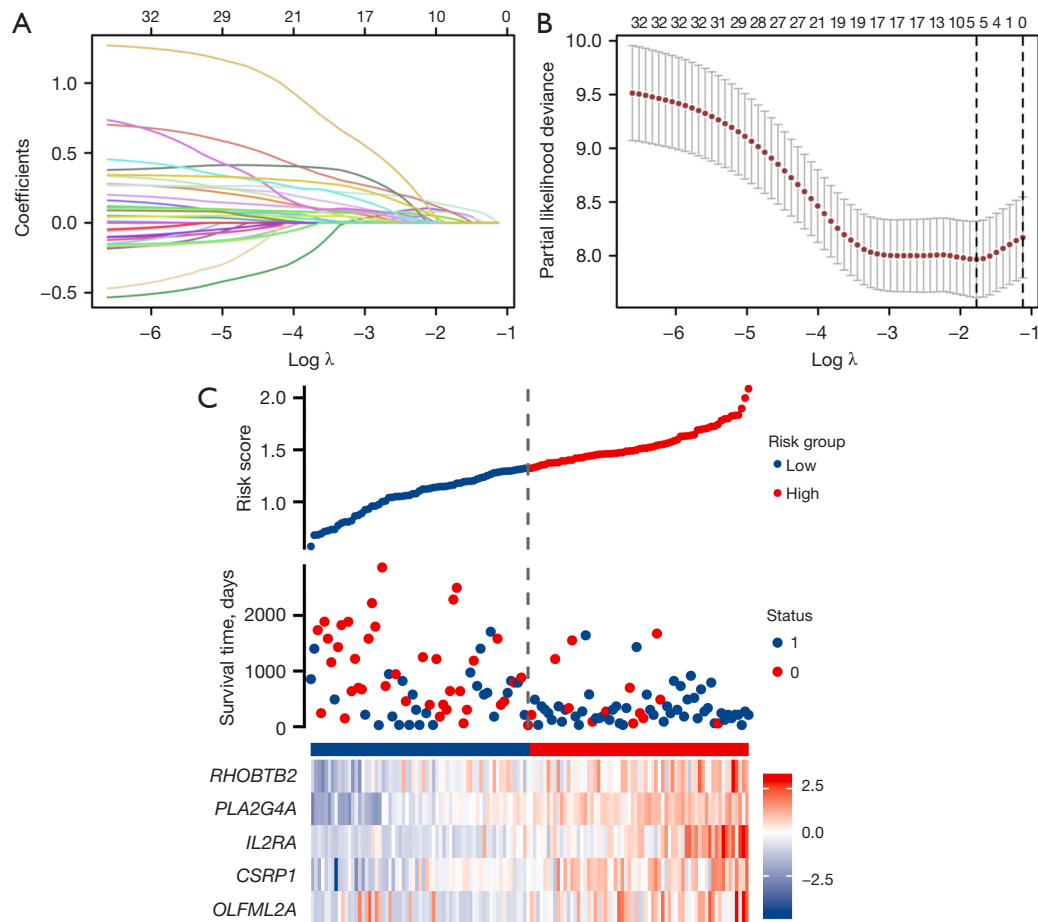 A
32 29 21 17 10 0
Coefficients
1.0
0.5
0.0
−0.5
−6 −5 −4 −3 −2 −1
Log λ
B
32 32 32 32 31 29 28 27 27 21 19 19 17 17 17 13 10 5 5 4 1 0
Partial likelihood deviance
10.0
9.5
9.0
8.5
8.0
−6 −5 −4 −3 −2 −1
Log λ
C
Risk score
2.0
1.5
1.0
Risk group
Low
High
Survival time, days
2000
1000
0
Status
1
0
RHOBTB2
PLA2G4A
IL2RA
CSRP1
OLFML2A
2.5
0.0
−2.5